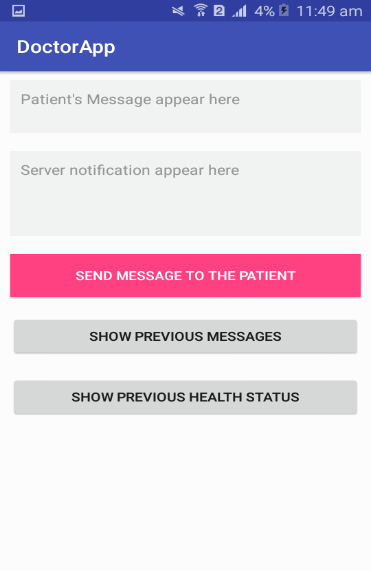 2 4% 11:49 am
DoctorApp
Patient's Message appear here
Server notification appear here
SEND MESSAGE TO THE PATIENT
SHOW PREVIOUS MESSAGES
SHOW PREVIOUS HEALTH STATUS